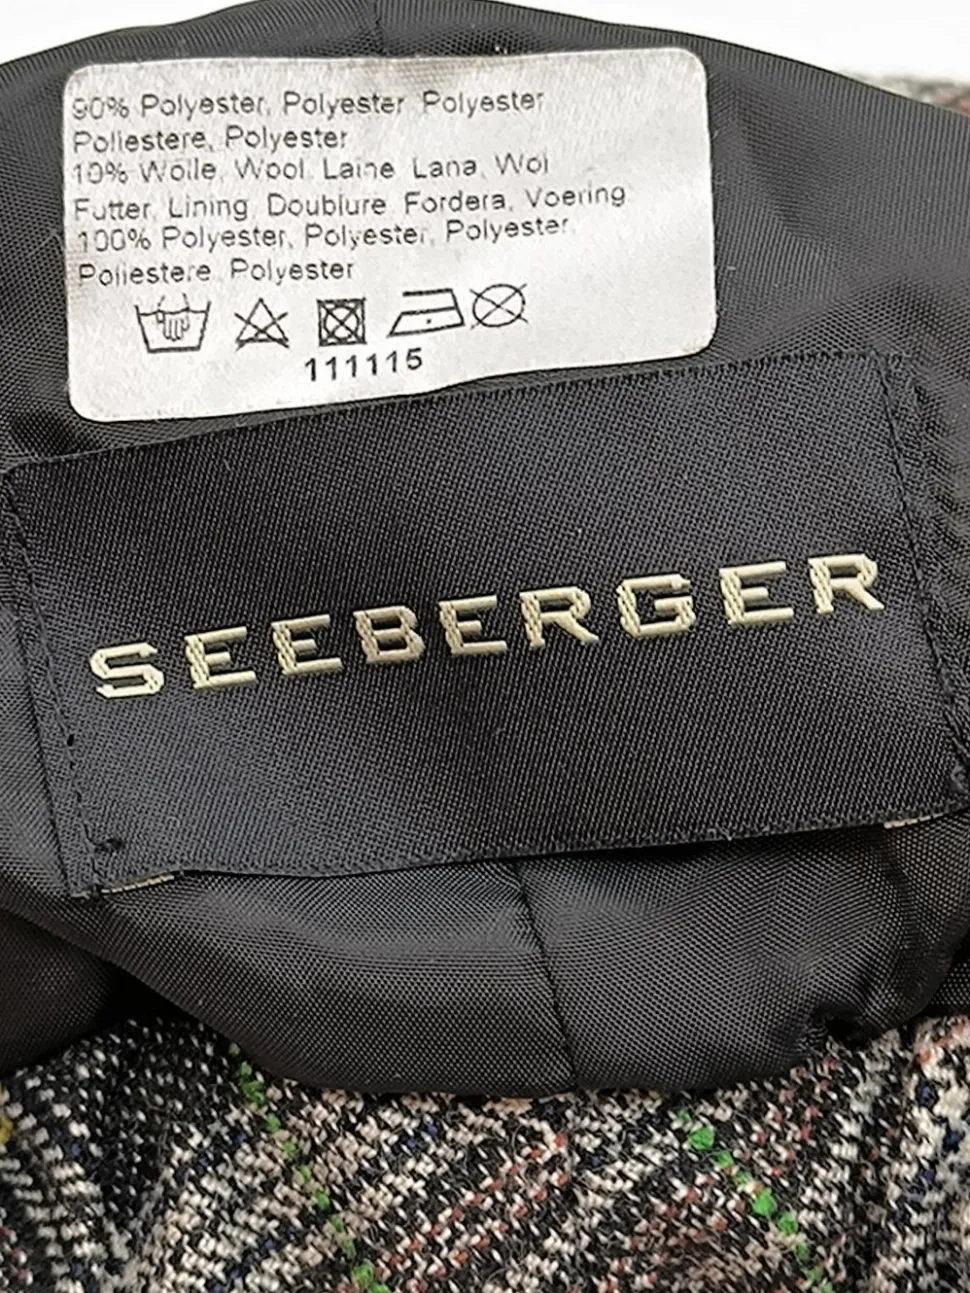 90% Polyester, Polyester Polyester
Poliestere, Polyester
10% Wolle, Wool Laine Lana, Wol
Futter, Lining Doublure Fordera, Voering
100% Polyester, Polyester, Polyester,
Poliestere Polyester
111115
SEEBERGER